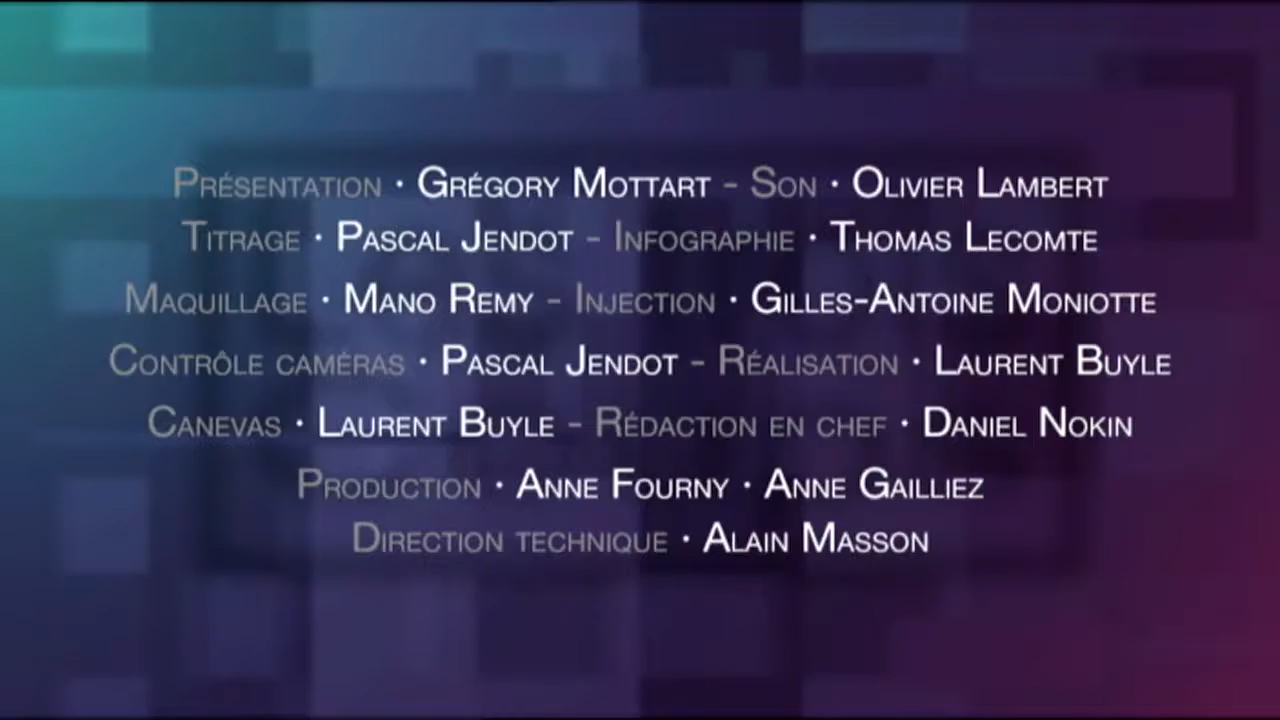 Présentation · Grégory Mottart - Son · Olivier Lambert
Titrage · Pascal Jendot - Infographie · Thomas Lecomte
Maquillage · Mano Remy - Injection · Gilles-Antoine Moniotte
Contrôle caméras · Pascal Jendot - Réalisation · Laurent Buyle
Canevas · Laurent Buyle - Rédaction en chef · Daniel Nokin
Production · Anne Fourny · Anne Gailliez
Direction technique · Alain Masson